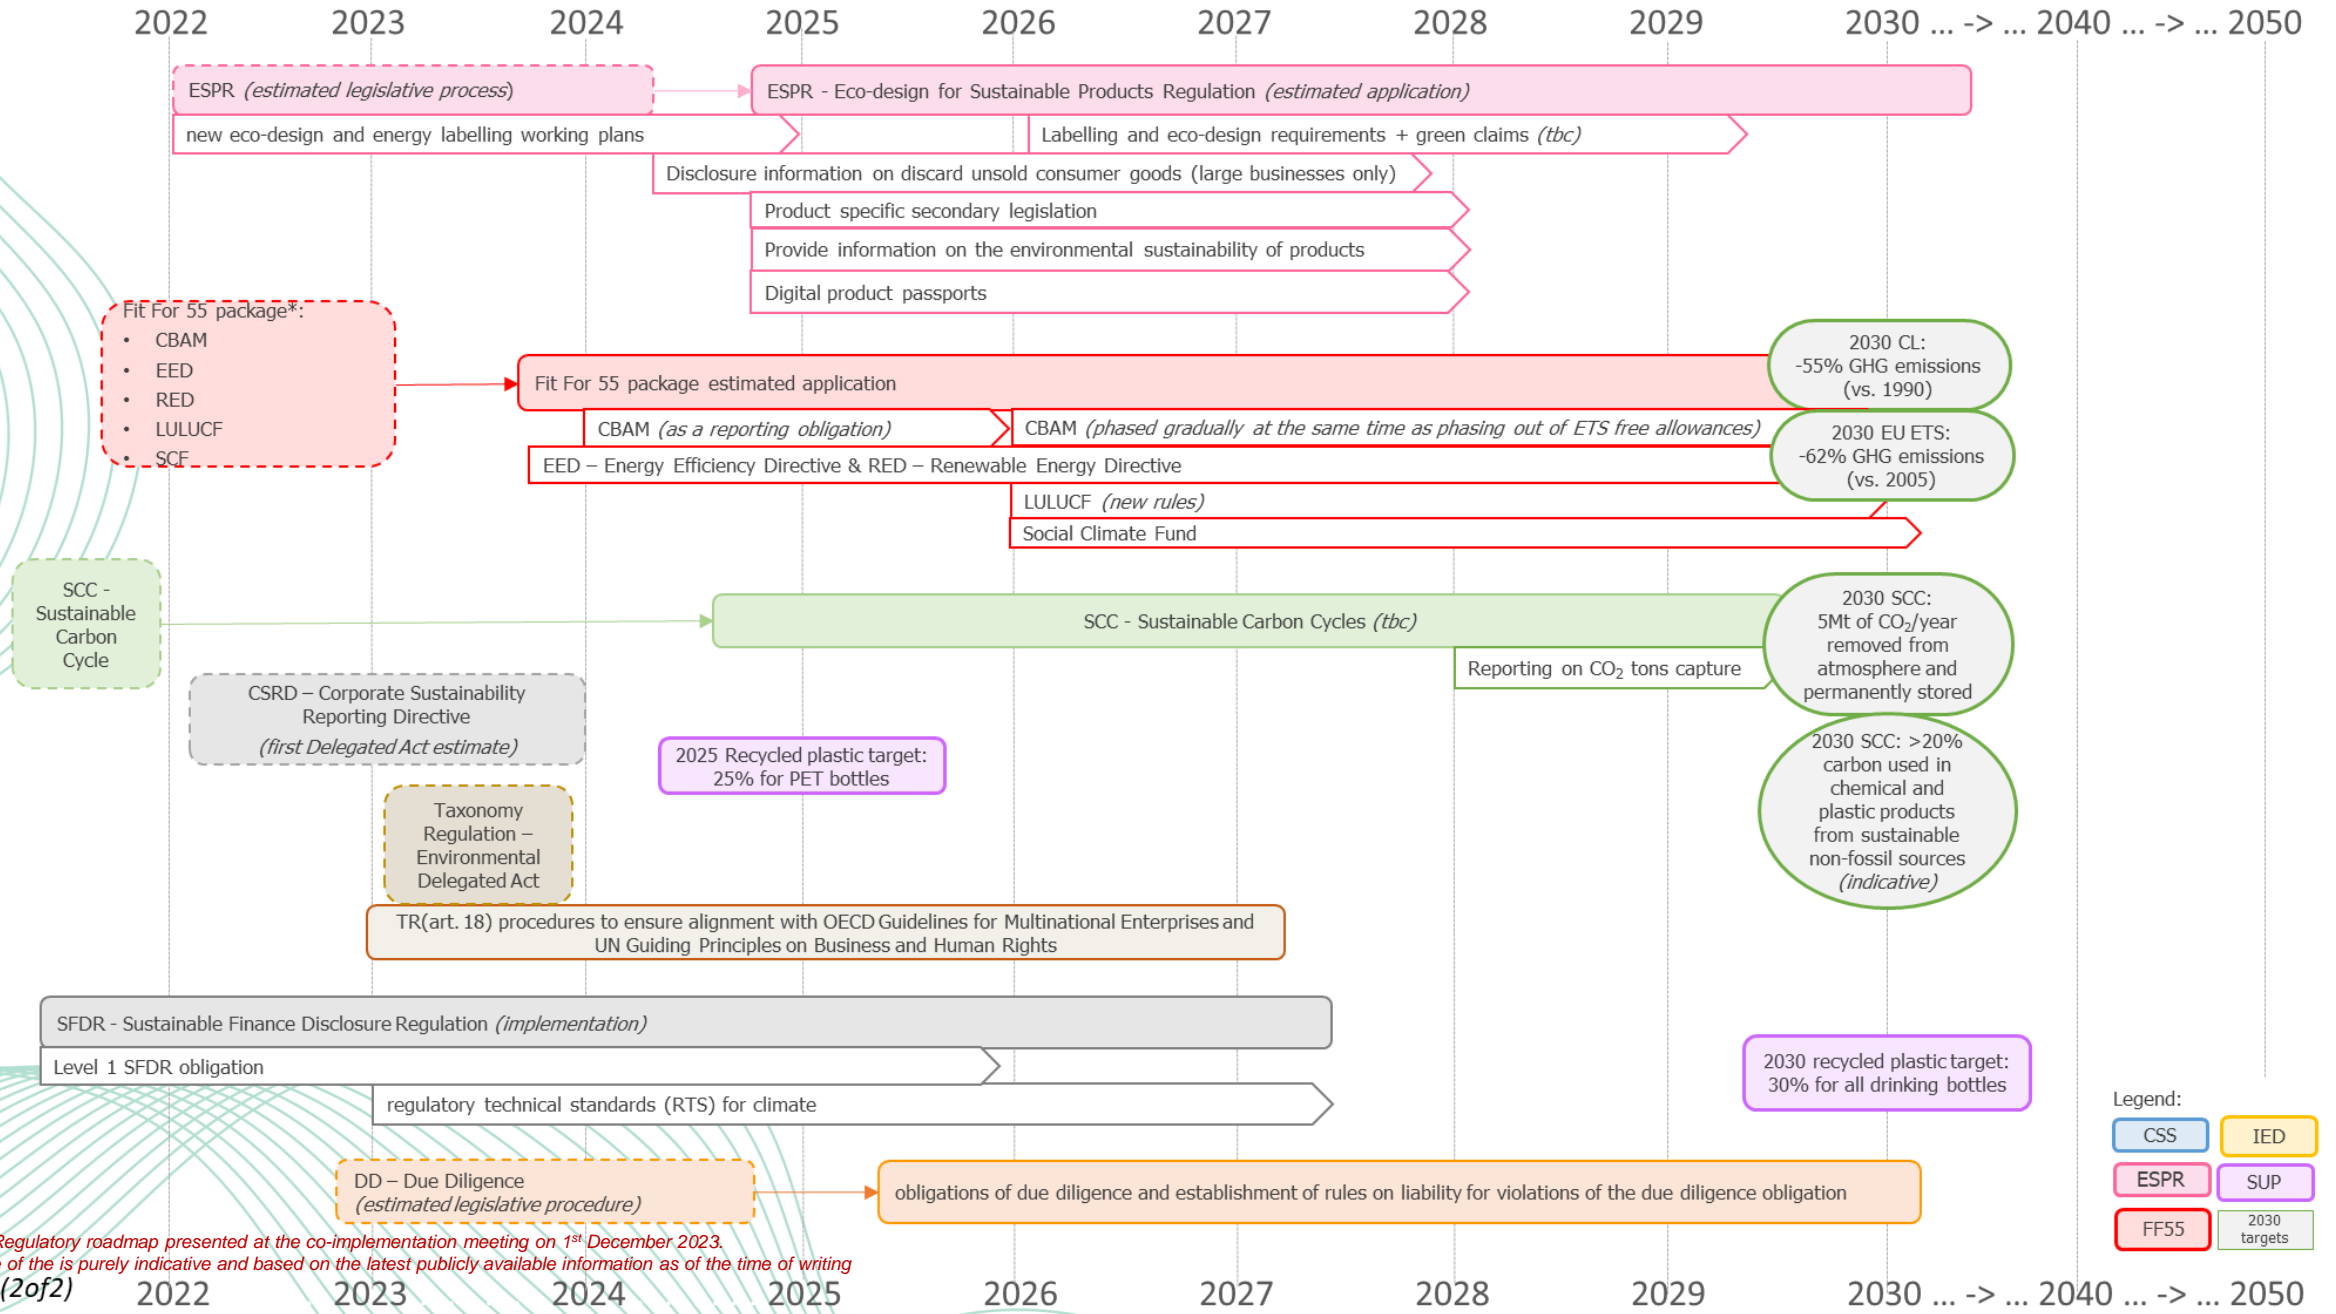 2022 2023 2024 2025 2026 2027 2028 2029 2030 ... -> ... 2040 ... -> ... 2050
ESPR (estimated legislative process)
ESPR - Eco-design for Sustainable Products Regulation (estimated application)
new eco-design and energy labelling working plans
Labelling and eco-design requirements + green claims (tbc)
Disclosure information on discard unsold consumer goods (large businesses only)
Product specific secondary legislation
Provide information on the environmental sustainability of products
Digital product passports
Fit For 55 package*:
• CBAM
• EED
• RED
• LULUCF
• SCF
Fit For 55 package estimated application
2030 CL:
-55% GHG emissions
(vs. 1990)
CBAM (as a reporting obligation)
CBAM (phased gradually at the same time as phasing out of ETS free allowances)
2030 EU ETS:
-62% GHG emissions
(vs. 2005)
EED – Energy Efficiency Directive & RED – Renewable Energy Directive
LULUCF (new rules)
Social Climate Fund
SCC -
Sustainable
Carbon
Cycle
SCC - Sustainable Carbon Cycles (tbc)
Reporting on CO2 tons capture
2030 SCC:
5Mt of CO2/year
removed from
atmosphere and
permanently stored
CSRD – Corporate Sustainability
Reporting Directive
(first Delegated Act estimate)
2025 Recycled plastic target:
25% for PET bottles
2030 SCC: >20%
carbon used in
chemical and
plastic products
from sustainable
non-fossil sources
(indicative)
Taxonomy
Regulation –
Environmental
Delegated Act
TR(art. 18) procedures to ensure alignment with OECD Guidelines for Multinational Enterprises and
UN Guiding Principles on Business and Human Rights
SFDR - Sustainable Finance Disclosure Regulation (implementation)
Level 1 SFDR obligation
regulatory technical standards (RTS) for climate
2030 recycled plastic target:
30% for all drinking bottles
DD – Due Diligence
(estimated legislative procedure)
obligations of due diligence and establishment of rules on liability for violations of the due diligence obligation
Legend:
CSS IED
ESPR SUP
FF55 2030
targets
Regulatory roadmap presented at the co-implementation meeting on 1st December 2023.
of the is purely indicative and based on the latest publicly available information as of the time of writing
(2of2)
2022 2023 2024 2025 2026 2027 2028 2029 2030 ... -> ... 2040 ... -> ... 2050